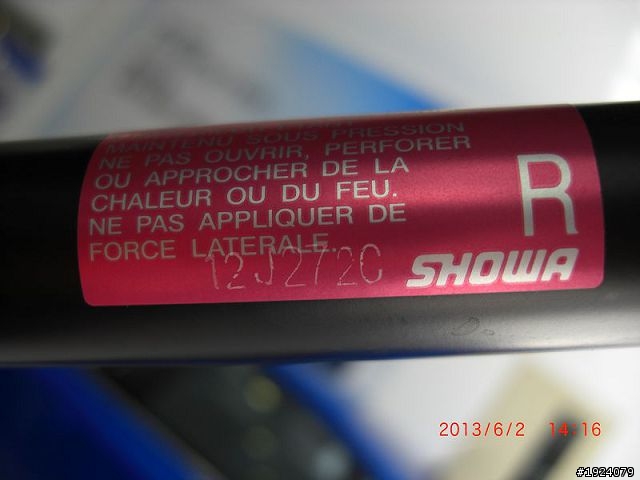 MAINTENU SOUS PRESSION
NE PAS OUVRIR, PERFORER
OU APPROCHER DE LA
CHALEUR OU DU FEU.
NE PAS APPLIQUER DE
FORCE LATERALE.
12J272C
R
SHOWA
2013/6/2 14:16
#1924079